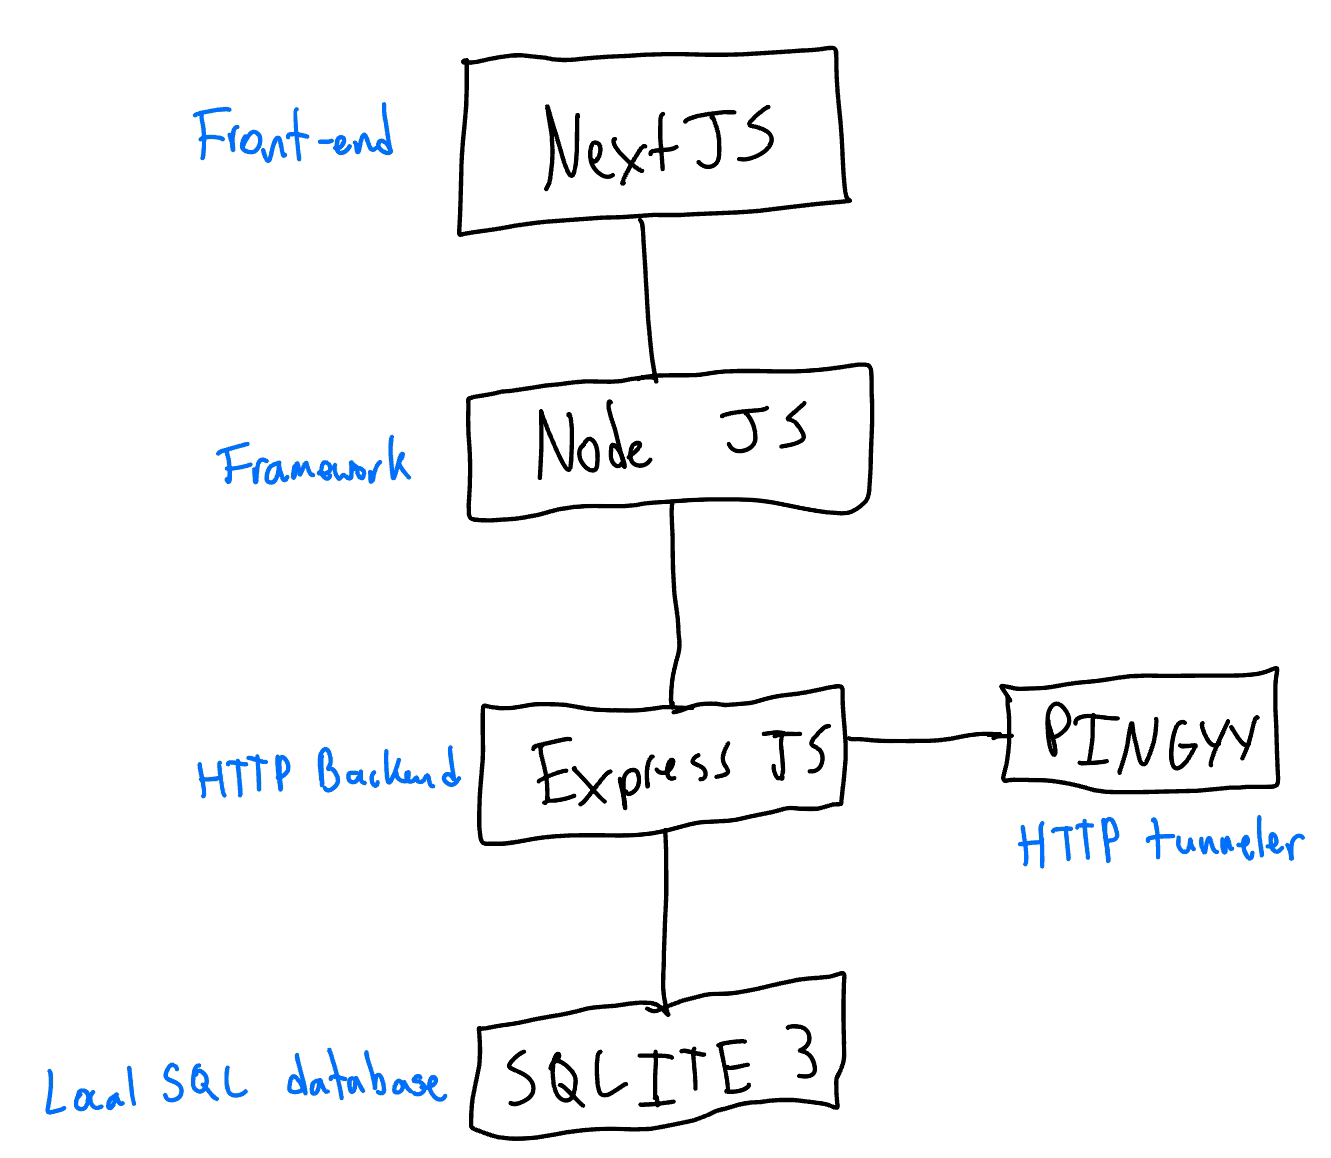 Front-end
NextJS
Framework
Node JS
HTTP Backend
Express JS
PINGYY
HTTP tunneler
Local SQL database
SQLITE 3